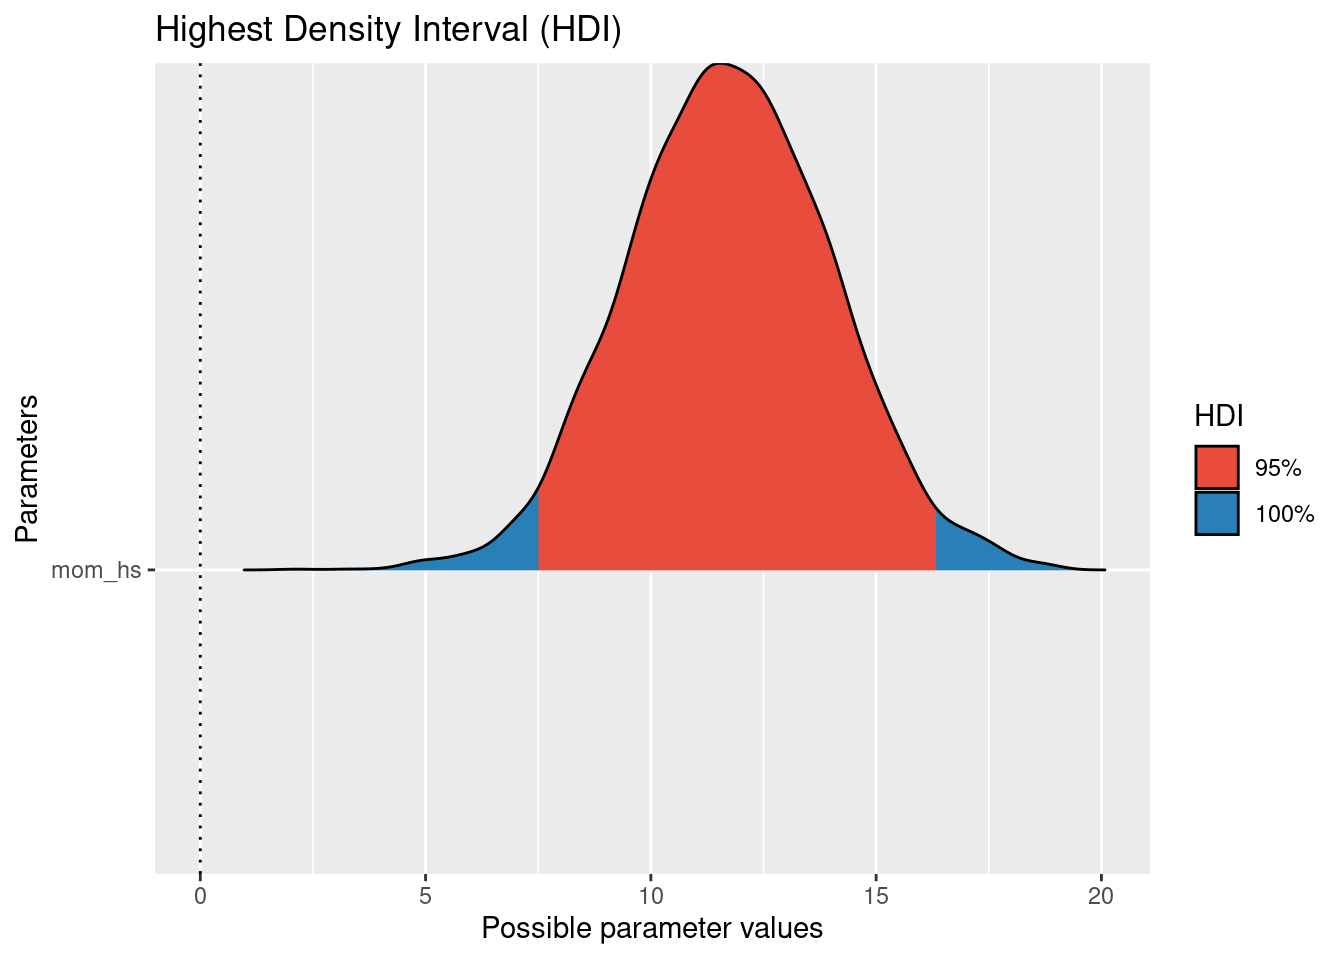 Highest Density Interval (HDI)
Parameters
mom_hs
0 5 10 15 20
Possible parameter values
HDI
95%
100%